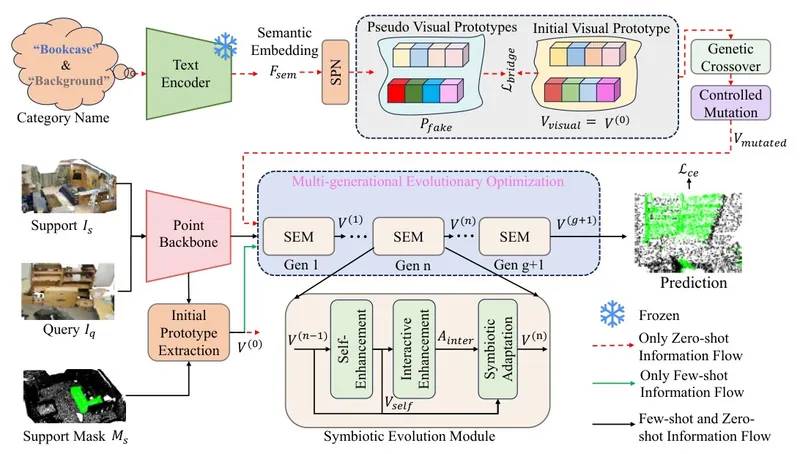 “Bookcase”
&
“Background”
Category Name
Text
Encoder
Semantic
Embedding
F_sem
SPN
Pseudo Visual Prototypes
P_fake
ℒ_bridge
Initial Visual Prototype
V_visual = V^(0)
Genetic
Crossover
Controlled
Mutation
V_mutated
Support I_s
Query I_q
Support Mask M_s
Point
Backbone
Initial
Prototype
Extraction
V^(0)
Multi-generational Evolutionary Optimization
SEM
V^(1)
...
SEM
V^(n)
...
SEM
V^(g+1)
Gen 1
Gen n
Gen g+1
V^(n−1)
Self-
Enhancement
V_self
Interactive
Enhancement
A_inter
Symbiotic
Adaptation
V^(n)
Symbiotic Evolution Module
ℒ_ce
Prediction
Frozen
Only Zero-shot
Information Flow
Only Few-shot
Information Flow
Few-shot and Zero-
shot Information Flow